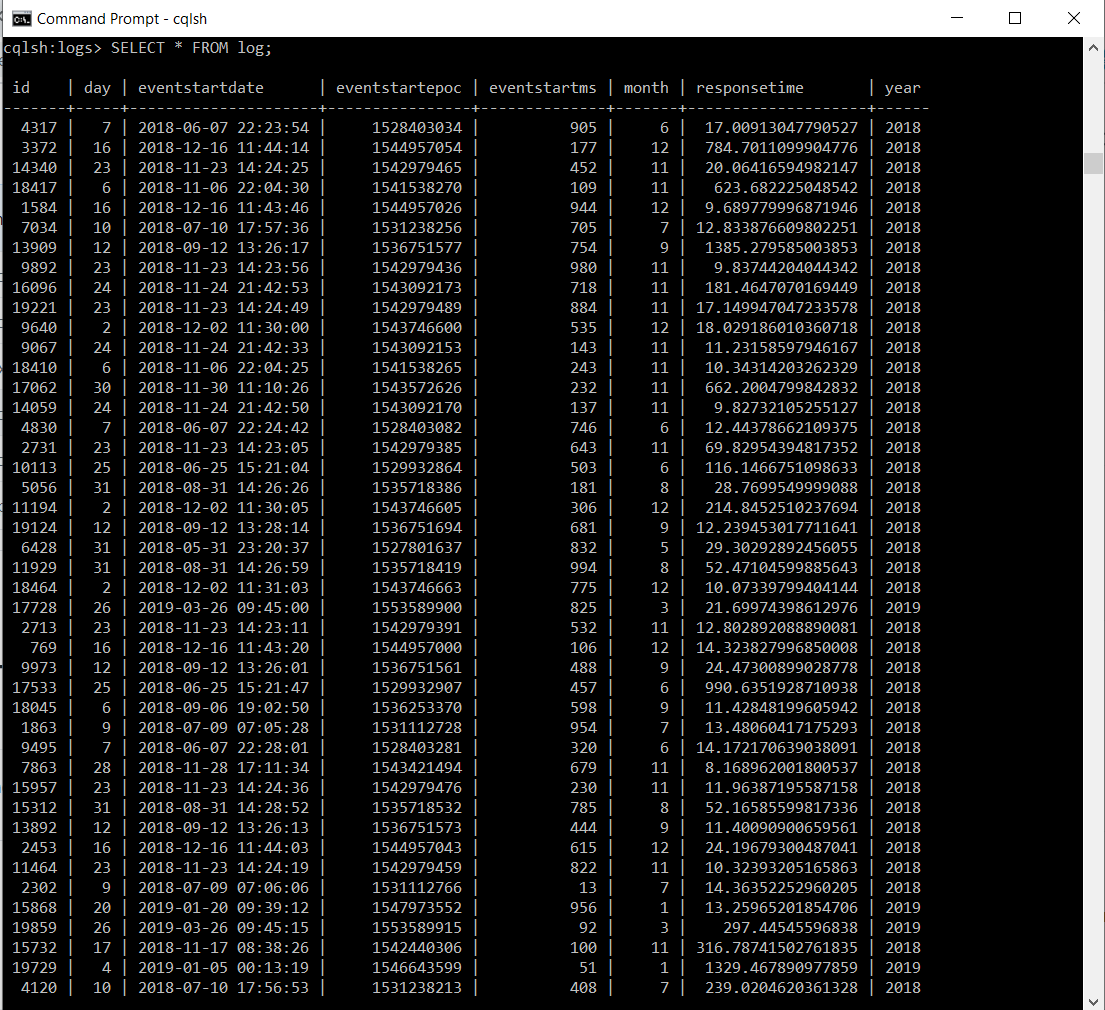 Command Prompt - cqlsh
cqlsh:logs> SELECT * FROM log;
id | day | eventstartdate | eventstartepoc | eventstartms | month | responsetime | year
-------+-----+---------------------+----------------+--------------+-------+--------------------+------
4317 | 7 | 2018-06-07 22:23:54 | 1528403034 | 905 | 6 | 17.00913047790527 | 2018
3372 | 16 | 2018-12-16 11:44:14 | 1544957054 | 177 | 12 | 784.7011099904776 | 2018
14340 | 23 | 2018-11-23 14:24:25 | 1542979465 | 452 | 11 | 20.06416594982147 | 2018
18417 | 6 | 2018-11-06 22:04:30 | 1541538270 | 109 | 11 | 623.682225048542 | 2018
1584 | 16 | 2018-12-16 11:43:46 | 1544957026 | 944 | 12 | 9.689779996871946 | 2018
7034 | 10 | 2018-07-10 17:57:36 | 1531238256 | 705 | 7 | 12.833876609802251 | 2018
13909 | 12 | 2018-09-12 13:26:17 | 1536751577 | 754 | 9 | 1385.279585003853 | 2018
9892 | 23 | 2018-11-23 14:23:56 | 1542979436 | 980 | 11 | 9.83744204044342 | 2018
16096 | 24 | 2018-11-24 21:42:53 | 1543092173 | 718 | 11 | 181.4647070169449 | 2018
19221 | 23 | 2018-11-23 14:24:49 | 1542979489 | 884 | 11 | 17.149947047233578 | 2018
9640 | 2 | 2018-12-02 11:30:00 | 1543746600 | 535 | 12 | 18.029186010360718 | 2018
9067 | 24 | 2018-11-24 21:42:33 | 1543092153 | 143 | 11 | 11.23158597946167 | 2018
18410 | 6 | 2018-11-06 22:04:25 | 1541538265 | 243 | 11 | 10.34314203262329 | 2018
17062 | 30 | 2018-11-30 11:10:26 | 1543572626 | 232 | 11 | 662.2004799842832 | 2018
14059 | 24 | 2018-11-24 21:42:50 | 1543092170 | 137 | 11 | 9.82732105255127 | 2018
4830 | 7 | 2018-06-07 22:24:42 | 1528403082 | 746 | 6 | 12.44378662109375 | 2018
2731 | 23 | 2018-11-23 14:23:05 | 1542979385 | 643 | 11 | 69.82954394817352 | 2018
10113 | 25 | 2018-06-25 15:21:04 | 1529932864 | 503 | 6 | 116.1466751098633 | 2018
5056 | 31 | 2018-08-31 14:26:26 | 1535718386 | 181 | 8 | 28.7699549999088 | 2018
11194 | 2 | 2018-12-02 11:30:05 | 1543746605 | 306 | 12 | 214.8452510237694 | 2018
19124 | 12 | 2018-09-12 13:28:14 | 1536751694 | 681 | 9 | 12.239453017711641 | 2018
6428 | 31 | 2018-05-31 23:20:37 | 1527801637 | 832 | 5 | 29.30292892456055 | 2018
11929 | 31 | 2018-08-31 14:26:59 | 1535718419 | 994 | 8 | 52.47104599885643 | 2018
18464 | 2 | 2018-12-02 11:31:03 | 1543746663 | 775 | 12 | 10.07339799404144 | 2018
17728 | 26 | 2019-03-26 09:45:00 | 1553589900 | 825 | 3 | 21.69974398612976 | 2019
2713 | 23 | 2018-11-23 14:23:11 | 1542979391 | 532 | 11 | 12.802892088890081 | 2018
769 | 16 | 2018-12-16 11:43:20 | 1544957000 | 106 | 12 | 14.323827996850008 | 2018
9973 | 12 | 2018-09-12 13:26:01 | 1536751561 | 488 | 9 | 24.47300899028778 | 2018
17533 | 25 | 2018-06-25 15:21:47 | 1529932907 | 457 | 6 | 990.6351928710938 | 2018
18045 | 6 | 2018-09-06 19:02:50 | 1536253370 | 598 | 9 | 11.42848199605942 | 2018
1863 | 9 | 2018-07-09 07:05:28 | 1531112728 | 954 | 7 | 13.48060417175293 | 2018
9495 | 7 | 2018-06-07 22:28:01 | 1528403281 | 320 | 6 | 14.172170639038091 | 2018
7863 | 28 | 2018-11-28 17:11:34 | 1543421494 | 679 | 11 | 8.168962001800537 | 2018
15957 | 23 | 2018-11-23 14:24:36 | 1542979476 | 230 | 11 | 11.96387195587158 | 2018
15312 | 31 | 2018-08-31 14:28:52 | 1535718532 | 785 | 8 | 52.16585599817336 | 2018
13892 | 12 | 2018-09-12 13:26:13 | 1536751573 | 444 | 9 | 11.40090900659561 | 2018
2453 | 16 | 2018-12-16 11:44:03 | 1544957043 | 615 | 12 | 24.19679300487041 | 2018
11464 | 23 | 2018-11-23 14:24:19 | 1542979459 | 822 | 11 | 10.32393205165863 | 2018
2302 | 9 | 2018-07-09 07:06:06 | 1531112766 | 13 | 7 | 14.36352252960205 | 2018
15868 | 20 | 2019-01-20 09:39:12 | 1547973552 | 956 | 1 | 13.25965201854706 | 2019
19859 | 26 | 2019-03-26 09:45:15 | 1553589915 | 92 | 3 | 297.44545596838 | 2019
15732 | 17 | 2018-11-17 08:38:26 | 1542440306 | 100 | 11 | 316.78741502761835 | 2018
19729 | 4 | 2019-01-05 00:13:19 | 1546643599 | 51 | 1 | 1329.467890977859 | 2019
4120 | 10 | 2018-07-10 17:56:53 | 1531238213 | 408 | 7 | 239.0204620361328 | 2018